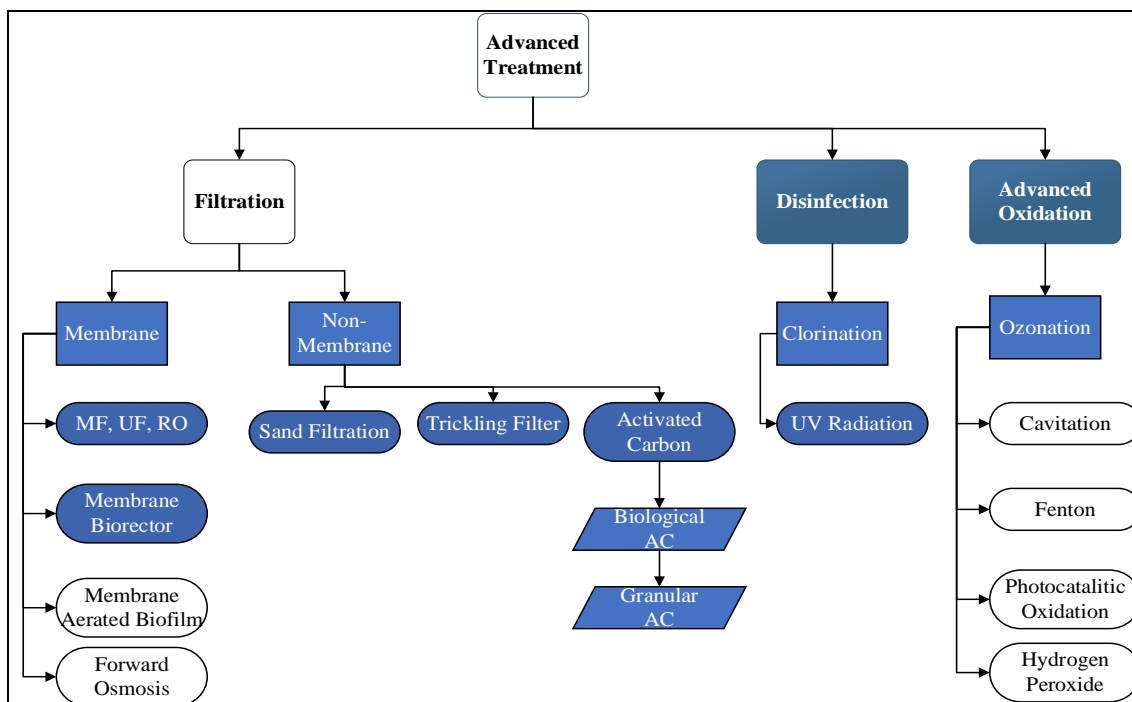 Advanced
Treatment
Filtration
Disinfection
Advanced
Oxidation
Membrane
Non-
Membrane
Clorination
Ozonation
MF, UF, RO
Sand Filtration
Trickling Filter
Activated
Carbon
UV Radiation
Cavitation
Membrane
Biorector
Biological
AC
Fenton
Membrane
Aerated Biofilm
Granular
AC
Photocatalitic
Oxidation
Forward
Osmosis
Hydrogen
Peroxide